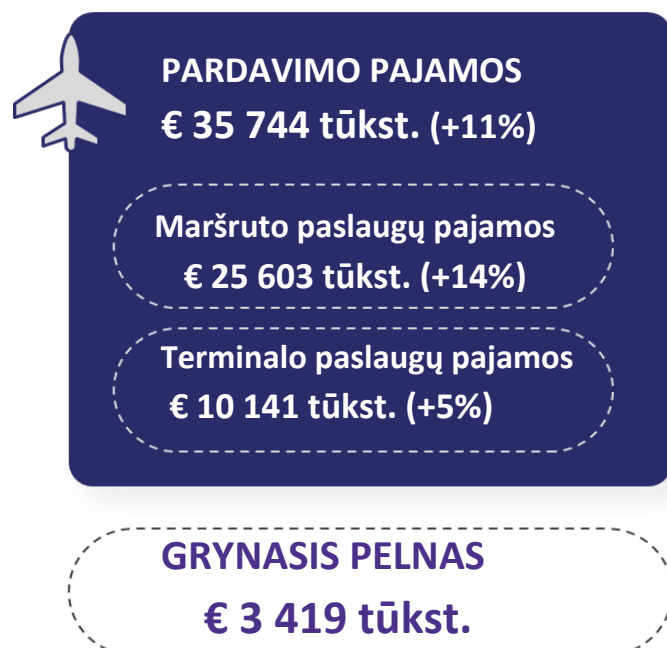 PARDAVIMO PAJAMOS
€ 35 744 tūkst. (+11%)
Maršruto paslaugų pajamos
€ 25 603 tūkst. (+14%)
Terminalo paslaugų pajamos
€ 10 141 tūkst. (+5%)
GRYNASIS PELNAS
€ 3 419 tūkst.